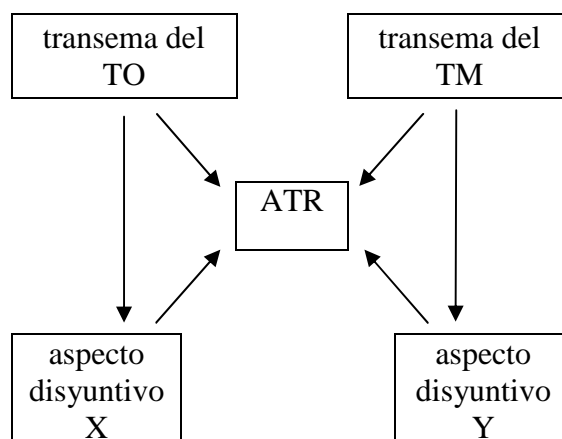 transema del
TO
transema del
TM
ATR
aspecto
disyuntivo
X
aspecto
disyuntivo
Y